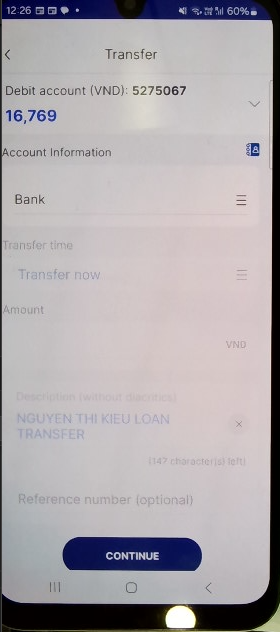 12:26 60%
Transfer
Debit account (VND): 5275067
16,769
Account Information
Bank
Transfer time
Transfer now
Amount
VND
Description (without diacritics)
NGUYEN THI KIEU LOAN
TRANSFER
(147 character(s) left)
Reference number (optional)
CONTINUE